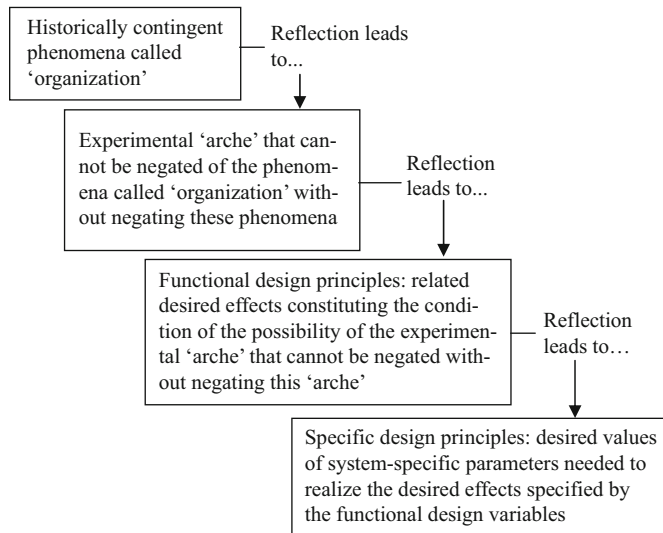 Historically contingent
phenomena called
‘organization’
Reflection leads
to...
Experimental ‘arche’ that can-
not be negated of the phenom-
ena called ‘organization’ with-
out negating these phenomena
Reflection
leads to...
Functional design principles: related
desired effects constituting the condi-
tion of the possibility of the experimen-
tal ‘arche’ that cannot be negated with-
out negating this ‘arche’
Reflection
leads to…
Specific design principles: desired values
of system-specific parameters needed to
realize the desired effects specified by
the functional design variables